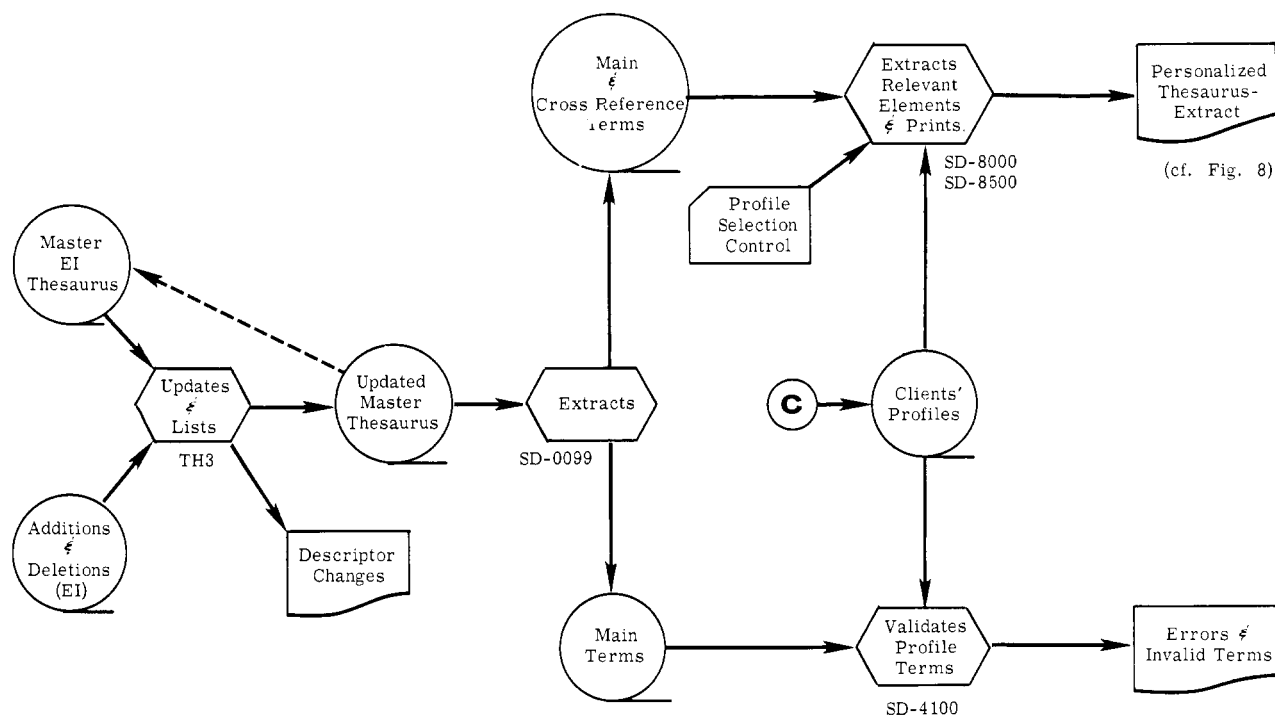 Main
&
Cross Reference
Terms
Extracts
Relevant
Elements
& Prints.
SD-8000
SD-8500
Personalized
Thesaurus-
Extract
(cf. Fig. 8)
Profile
Selection
Control
Master
EI
Thesaurus
Updates
&
Lists
TH3
Updated
Master
Thesaurus
Extracts
SD-0099
C
Clients'
Profiles
Additions
&
Deletions
(EI)
Descriptor
Changes
Main
Terms
Validates
Profile
Terms
SD-4100
Errors &
Invalid Terms